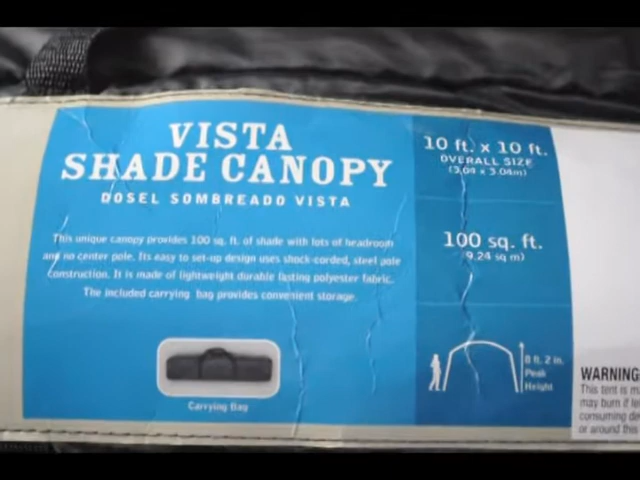 VISTA
SHADE CANOPY
DOSEL SOMBREADO VISTA
This unique canopy provides 100 sq. ft. of shade with lots of headroom
and no center pole. Its easy to set-up design uses shock-corded, steel pole
construction. It is made of lightweight durable lasting polyester fabric.
The included carrying bag provides convenient storage.
Carrying Bag
10 ft. x 10 ft.
OVERALL SIZE
(3.04 x 3.04m)
100 sq. ft.
(9.24 sq m)
8 ft. 2 in.
Peak
Height
WARNING
This tent is m
may burn if le
consuming de
or around this